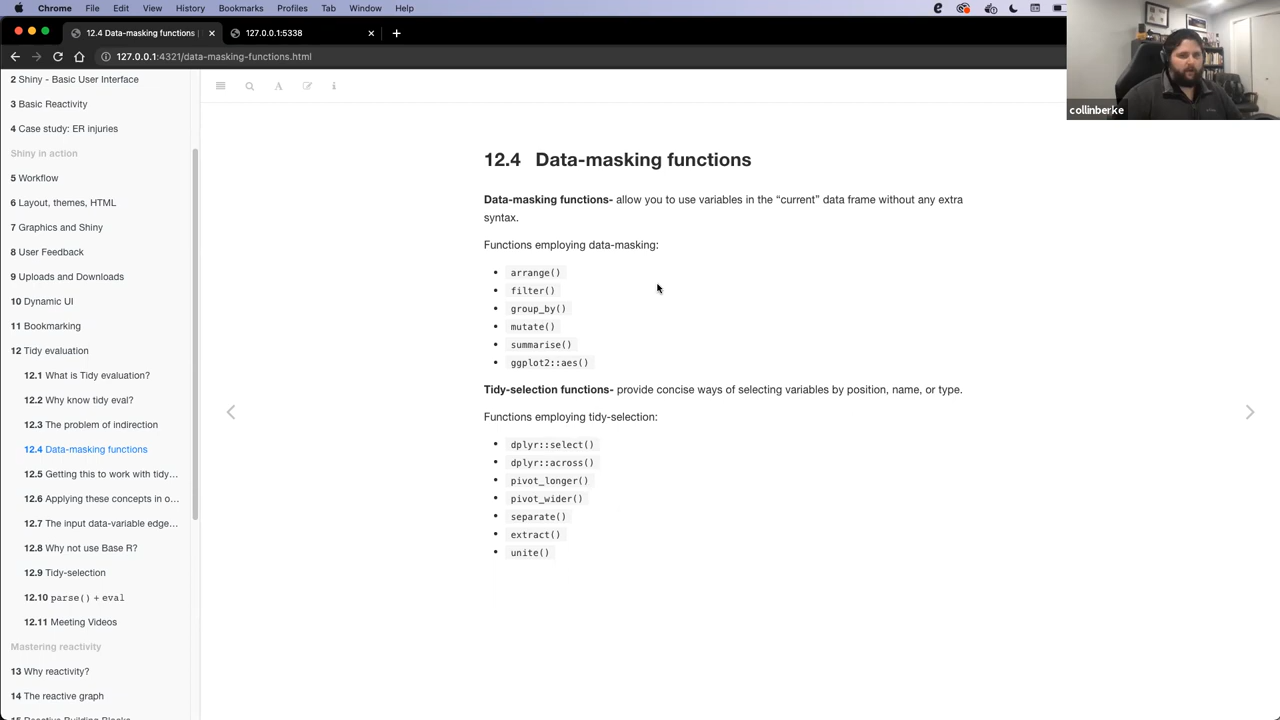 Chrome File Edit View History Bookmarks Profiles Tab Window Help
12.4 Data-masking functions
127.0.0.1:5338
127.0.0.1:4321/data-masking-functions.html
collinberke
2 Shiny - Basic User Interface
3 Basic Reactivity
4 Case study: ER injuries
Shiny in action
5 Workflow
6 Layout, themes, HTML
7 Graphics and Shiny
8 User Feedback
9 Uploads and Downloads
10 Dynamic UI
11 Bookmarking
12 Tidy evaluation
12.1 What is Tidy evaluation?
12.2 Why know tidy eval?
12.3 The problem of indirection
12.4 Data-masking functions
12.5 Getting this to work with tidy…
12.6 Applying these concepts in o…
12.7 The input data-variable edge…
12.8 Why not use Base R?
12.9 Tidy-selection
12.10 parse() + eval
12.11 Meeting Videos
Mastering reactivity
13 Why reactivity?
14 The reactive graph
12.4 Data-masking functions
Data-masking functions- allow you to use variables in the “current” data frame without any extra
syntax.
Functions employing data-masking:
• arrange()
• filter()
• group_by()
• mutate()
• summarise()
• ggplot2::aes()
Tidy-selection functions- provide concise ways of selecting variables by position, name, or type.
Functions employing tidy-selection:
• dplyr::select()
• dplyr::across()
• pivot_longer()
• pivot_wider()
• separate()
• extract()
• unite()